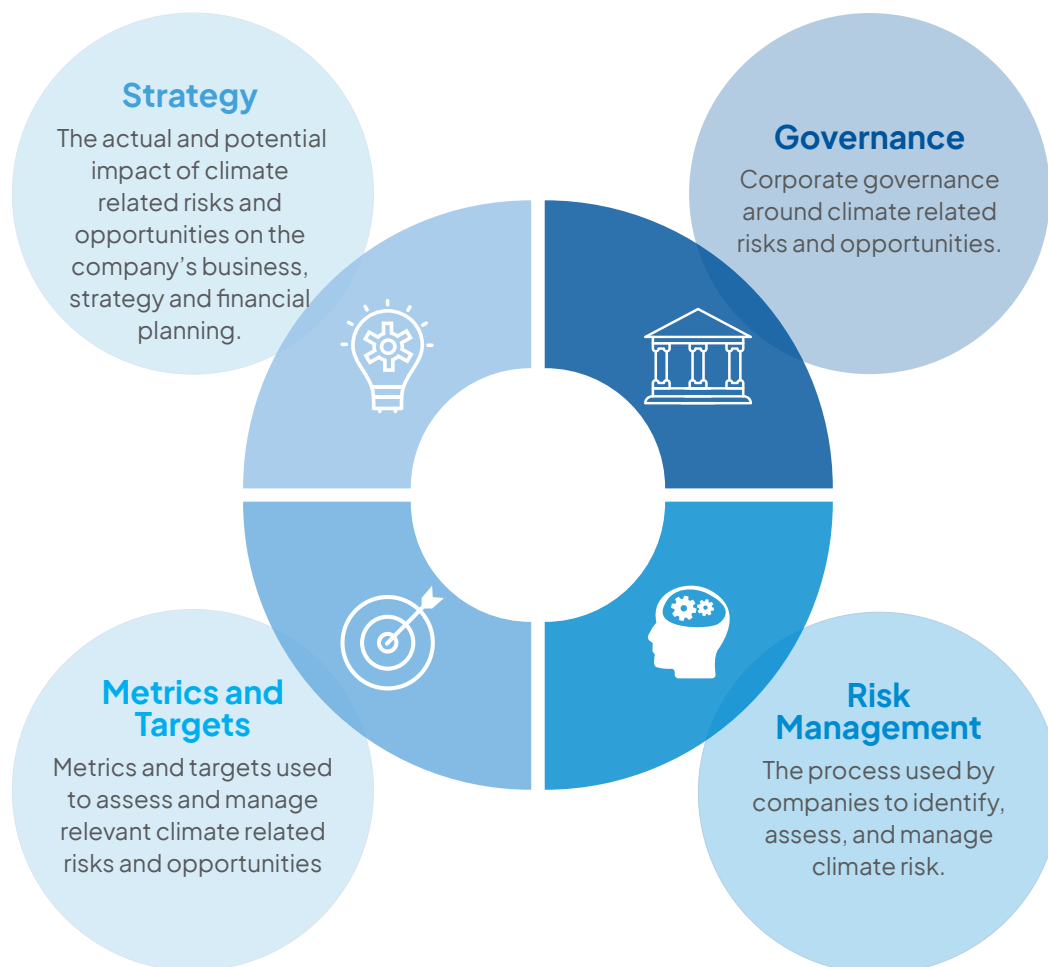 Strategy
The actual and potential
impact of climate
related risks and
opportunities on the
company’s business,
strategy and financial
planning.
Governance
Corporate governance
around climate related
risks and opportunities.
Metrics and
Targets
Metrics and targets used
to assess and manage
relevant climate related
risks and opportunities
Risk
Management
The process used by
companies to identify,
assess, and manage
climate risk.